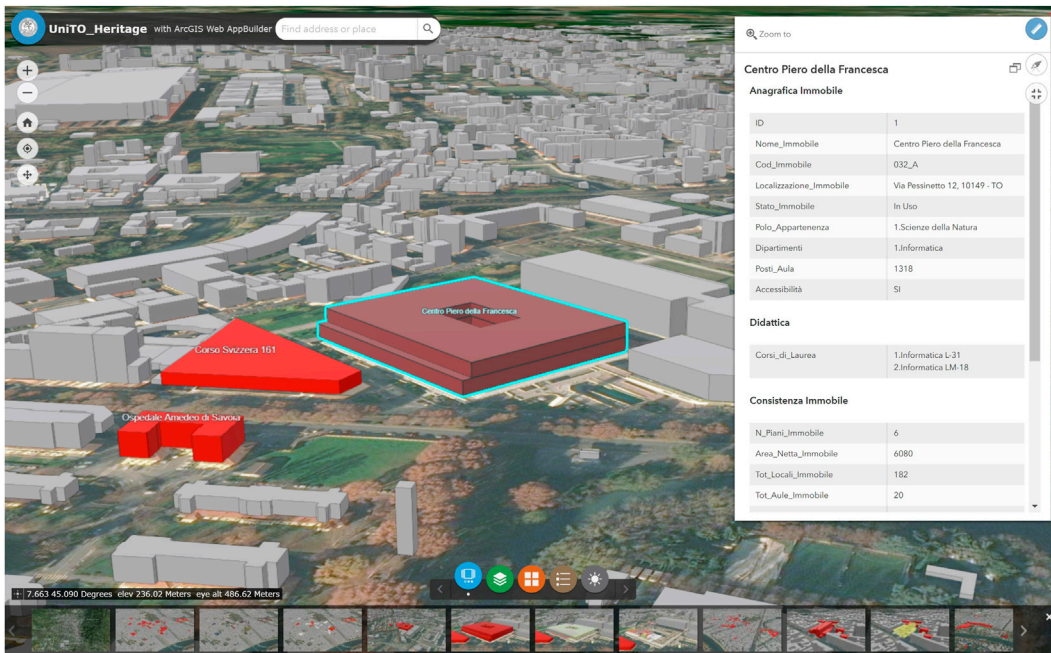 UniTO_Heritage with ArcGIS Web AppBuilder
Find address or place
Zoom to
Centro Piero della Francesca
Anagrafica Immobile
ID 1
Nome_Immobile Centro Piero della Francesca
Cod_Immobile 032_A
Localizzazione_Immobile Via Pessinetto 12, 10149 - TO
Stato_Immobile In Uso
Polo_Appartenenza 1.Scienze della Natura
Dipartimenti 1.Informatica
Posti_Aula 1318
Accessibilità SI
Didattica
Corsi_di_Laurea 1.Informatica L-31
2.Informatica LM-18
Consistenza Immobile
N_Piani_Immobile 6
Area_Netta_Immobile 6080
Tot_Locali_Immobile 182
Tot_Aule_Immobile 20
Centro Piero della Francesca
Corso Svizzera 161
Ospedale Amedeo di Savoia
7.663 45.090 Degrees elev 236.02 Meters eye alt 486.62 Meters